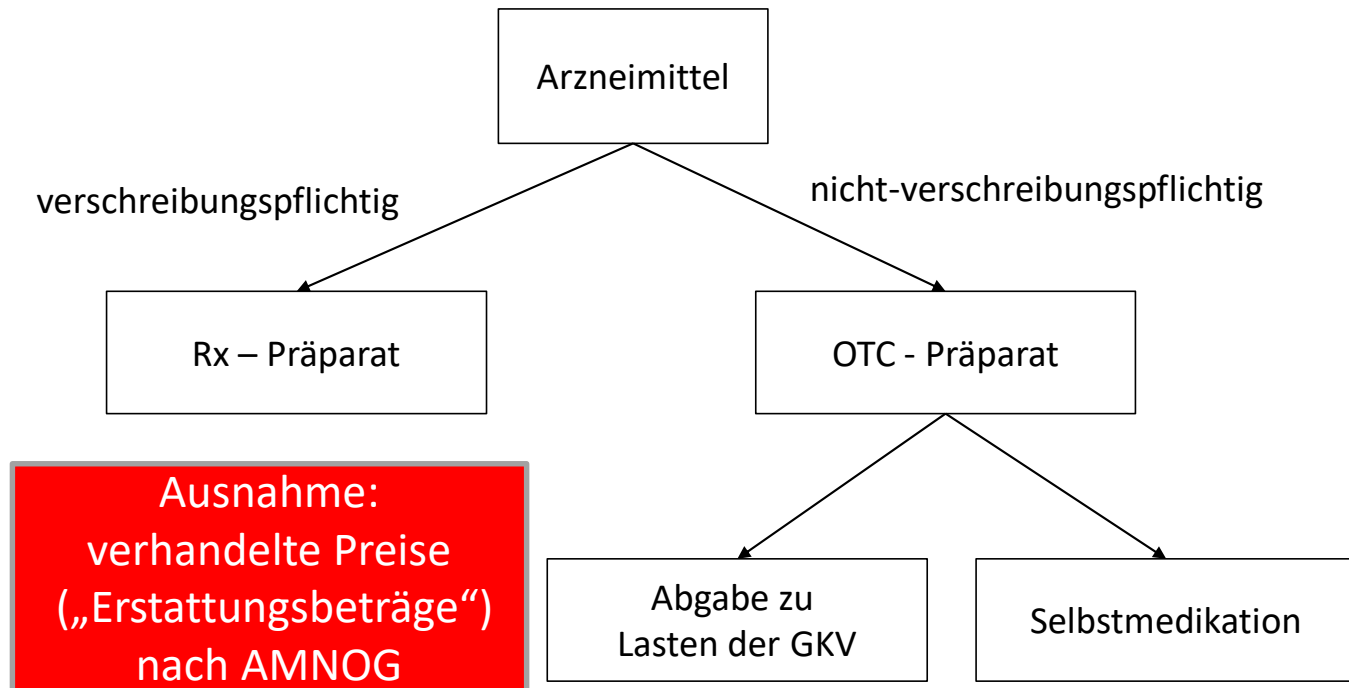 Arzneimittel
verschreibungspflichtig
nicht-verschreibungspflichtig
Rx – Präparat
OTC - Präparat
Ausnahme:
verhandelte Preise
(„Erstattungsbeträge“)
nach AMNOG
Abgabe zu
Lasten der GKV
Selbstmedikation